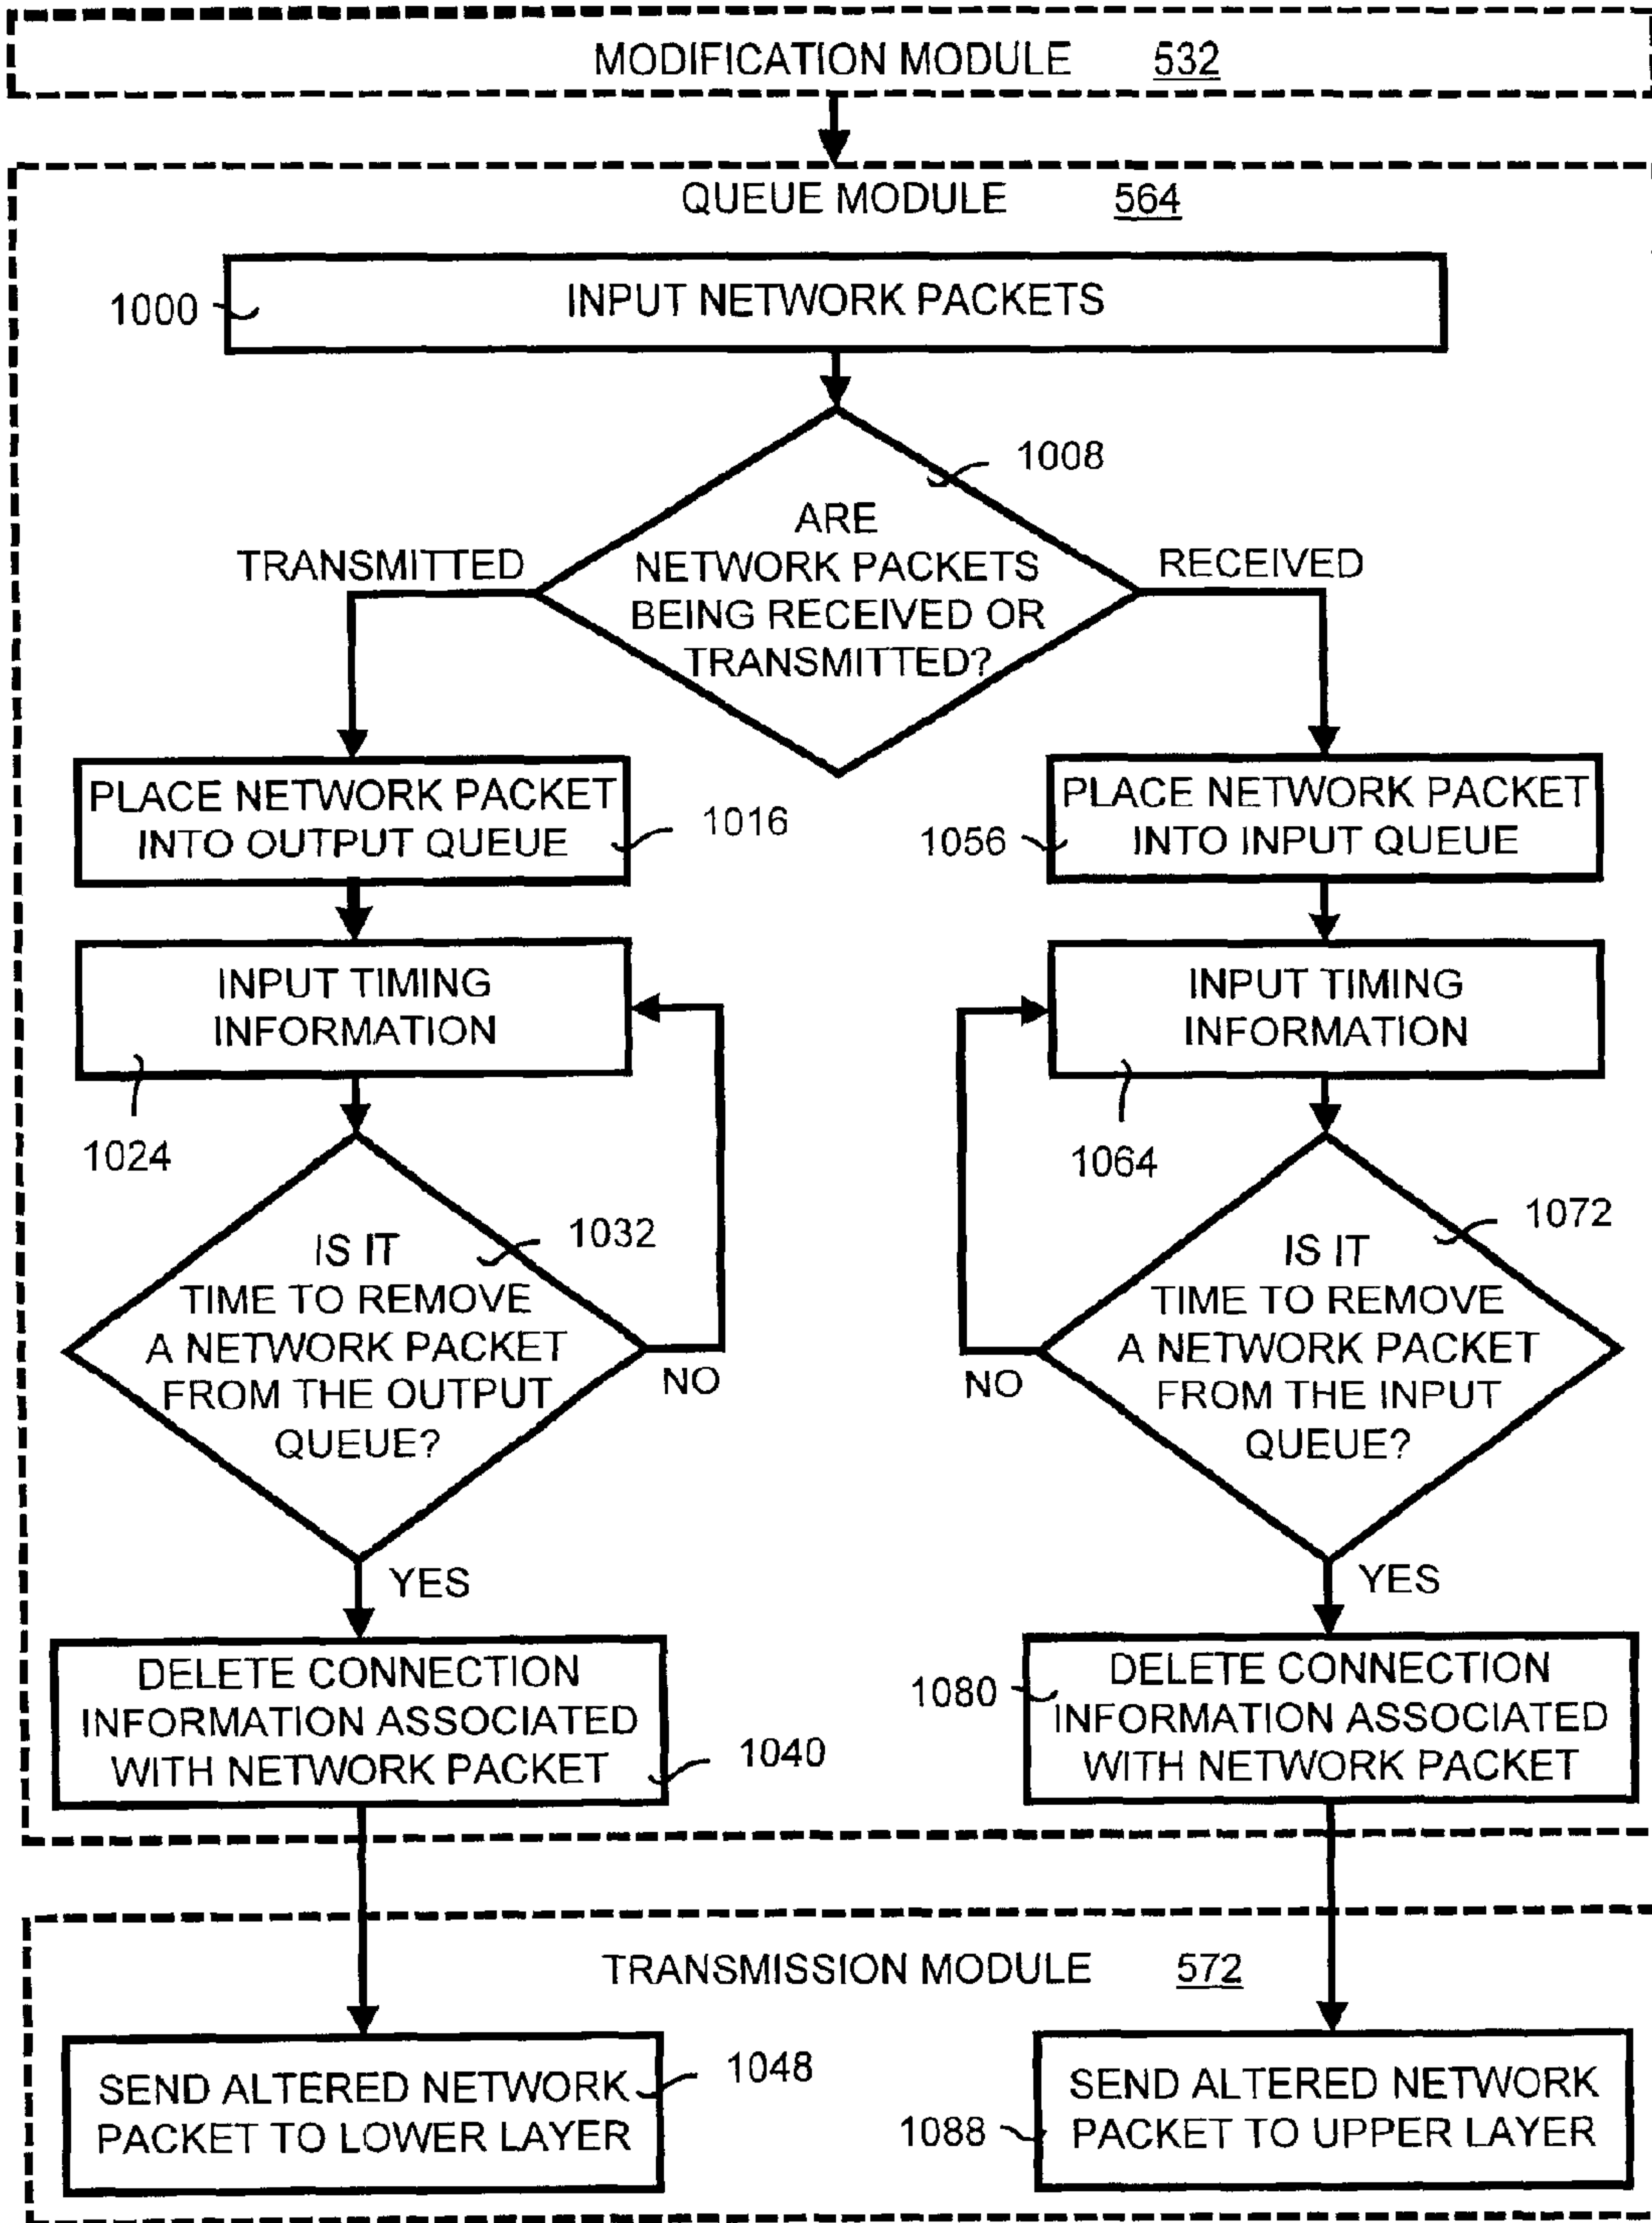 MODIFICATION MODULE 532
QUEUE MODULE 564
1000
INPUT NETWORK PACKETS
1008
ARE
NETWORK PACKETS
BEING RECEIVED OR
TRANSMITTED?
TRANSMITTED
RECEIVED
PLACE NETWORK PACKET
INTO OUTPUT QUEUE
1016
1056
PLACE NETWORK PACKET
INTO INPUT QUEUE
INPUT TIMING
INFORMATION
1024
INPUT TIMING
INFORMATION
1064
1032
IS IT
TIME TO REMOVE
A NETWORK PACKET
FROM THE OUTPUT
QUEUE?
NO
YES
1072
IS IT
TIME TO REMOVE
A NETWORK PACKET
FROM THE INPUT
QUEUE?
NO
YES
DELETE CONNECTION
INFORMATION ASSOCIATED
WITH NETWORK PACKET
1040
1080
DELETE CONNECTION
INFORMATION ASSOCIATED
WITH NETWORK PACKET
TRANSMISSION MODULE 572
SEND ALTERED NETWORK
PACKET TO LOWER LAYER
1048
1088
SEND ALTERED NETWORK
PACKET TO UPPER LAYER